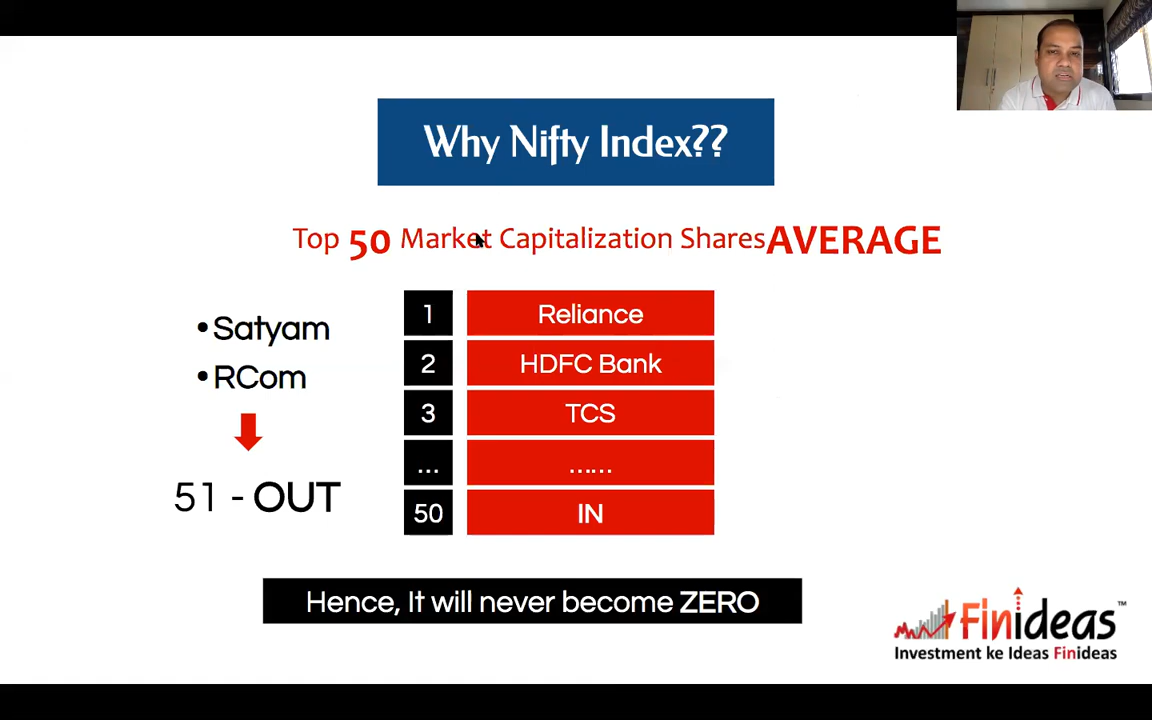 Why Nifty Index??
Top 50 Market Capitalization Shares AVERAGE
•Satyam
•RCom
51 - OUT
1 Reliance
2 HDFC Bank
3 TCS
... ......
50 IN
Hence, It will never become ZERO
Finideas™
Investment ke Ideas Finideas